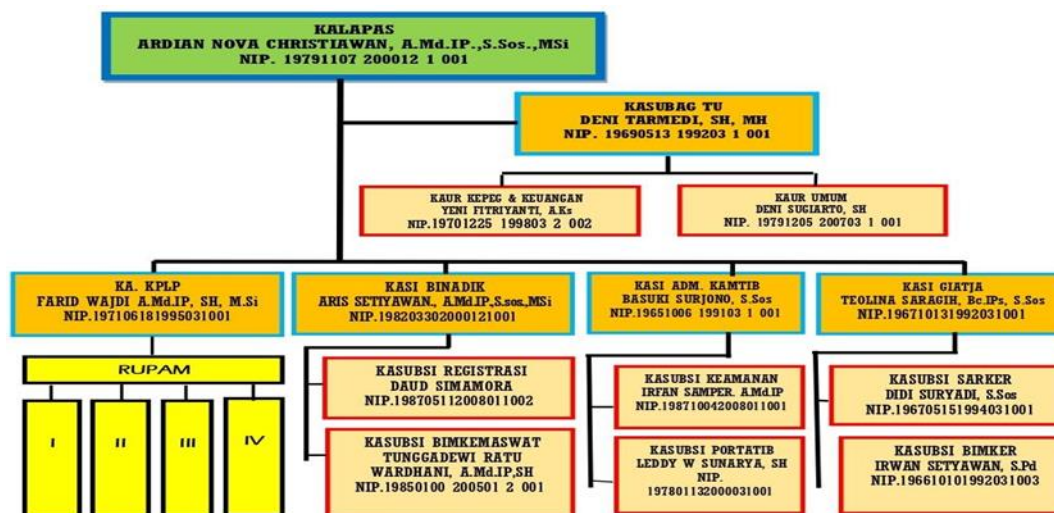 KALAPAS
ARDIAN NOVA CHRISTIAWAN, A.Md.IP.,S.Sos.,MSi
NIP. 19791107 200012 1 001
KASUBAG TU
DENI TARMEDI, SH, MH
NIP. 19690513 199203 1 001
KAUR KEPEG & KEUANGAN
YENI FITRIYANTI, A.Ks
NIP.19701225 199803 2 002
KAUR UMUM
DENI SUGIARTO, SH
NIP. 19791205 200703 1 001
KA. KPLP
FARID WAJDI A.Md.IP, SH, M.Si
NIP.197106181995031001
KASI BINADIK
ARIS SETIYAWAN., A.Md.IP,S.sos,MSi
NIP.198203302000121001
KASI ADM. KAMTIB
BASUKI SURJONO, S.Sos
NIP.19651006 199103 1 001
KASI GIATJA
TEOLINA SARAGIH, Bc.IPs, S.Sos
NIP.196710131992031001
RUPAM
I
II
III
IV
KASUBSI REGISTRASI
DAUD SIMAMORA
NIP.198705112008011002
KASUBSI BIMKEMASWAT
TUNGGADEWI RATU
WARDHANI, A.Md.IP,SH
NIP.19850100 200501 2 001
KASUBSI KEAMANAN
IRFAN SAMPER. A.Md.IP
NIP.198710042008011001
KASUBSI PORTATIB
LEDDY W SUNARYA, SH
NIP.
197801132000031001
KASUBSI SARKER
DIDI SURYADI, S.Sos
NIP.196705151994031001
KASUBSI BIMKER
IRWAN SETYAWAN, S.Pd
NIP.196610101992031003